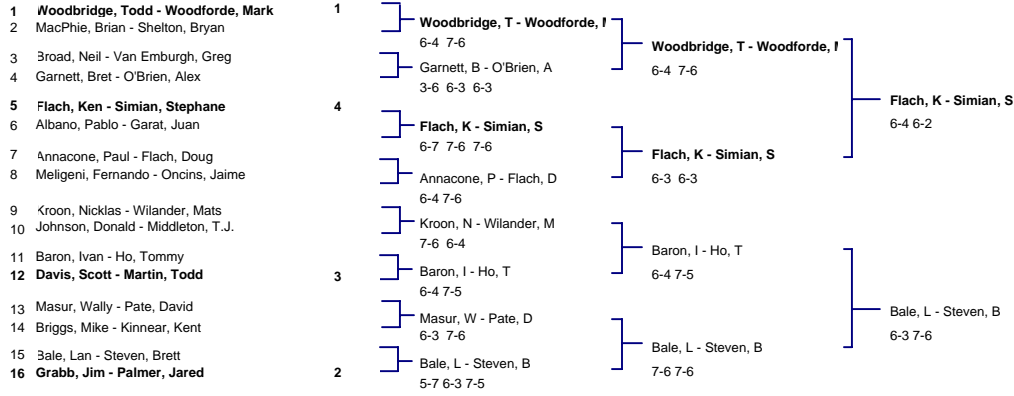 1 Woodbridge, Todd - Woodforde, Mark 1
2 MacPhie, Brian - Shelton, Bryan
Woodbridge, T - Woodforde, M
6-4 7-6
3 Broad, Neil - Van Emburgh, Greg
4 Garnett, Bret - O'Brien, Alex
Garnett, B - O'Brien, A
3-6 6-3 6-3
Woodbridge, T - Woodforde, M
6-4 7-6
5 Flach, Ken - Simian, Stephane 4
6 Albano, Pablo - Garat, Juan
Flach, K - Simian, S
6-7 7-6 7-6
7 Annacone, Paul - Flach, Doug
8 Meligeni, Fernando - Oncins, Jaime
Annacone, P - Flach, D
6-4 7-6
Flach, K - Simian, S
6-3 6-3
Flach, K - Simian, S
6-4 6-2
9 Kroon, Nicklas - Wilander, Mats
10 Johnson, Donald - Middleton, T.J.
Kroon, N - Wilander, M
7-6 6-4
11 Baron, Ivan - Ho, Tommy
12 Davis, Scott - Martin, Todd 3
Baron, I - Ho, T
6-4 7-5
Baron, I - Ho, T
6-4 7-5
13 Masur, Wally - Pate, David
14 Briggs, Mike - Kinnear, Kent
Masur, W - Pate, D
6-3 7-6
15 Bale, Lan - Steven, Brett
16 Grabb, Jim - Palmer, Jared 2
Bale, L - Steven, B
5-7 6-3 7-5
Bale, L - Steven, B
7-6 7-6
Bale, L - Steven, B
6-3 7-6